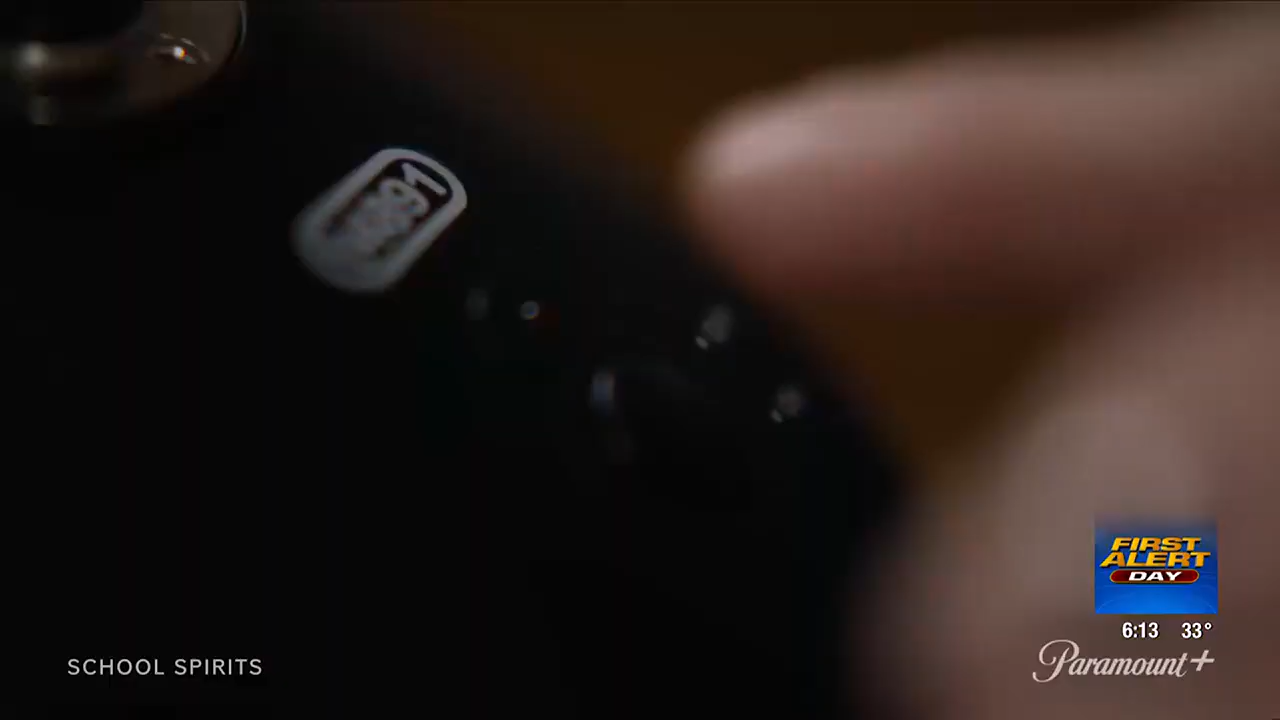 FIRST
ALERT
DAY
6:13 33°
SCHOOL SPIRITS
Paramount+